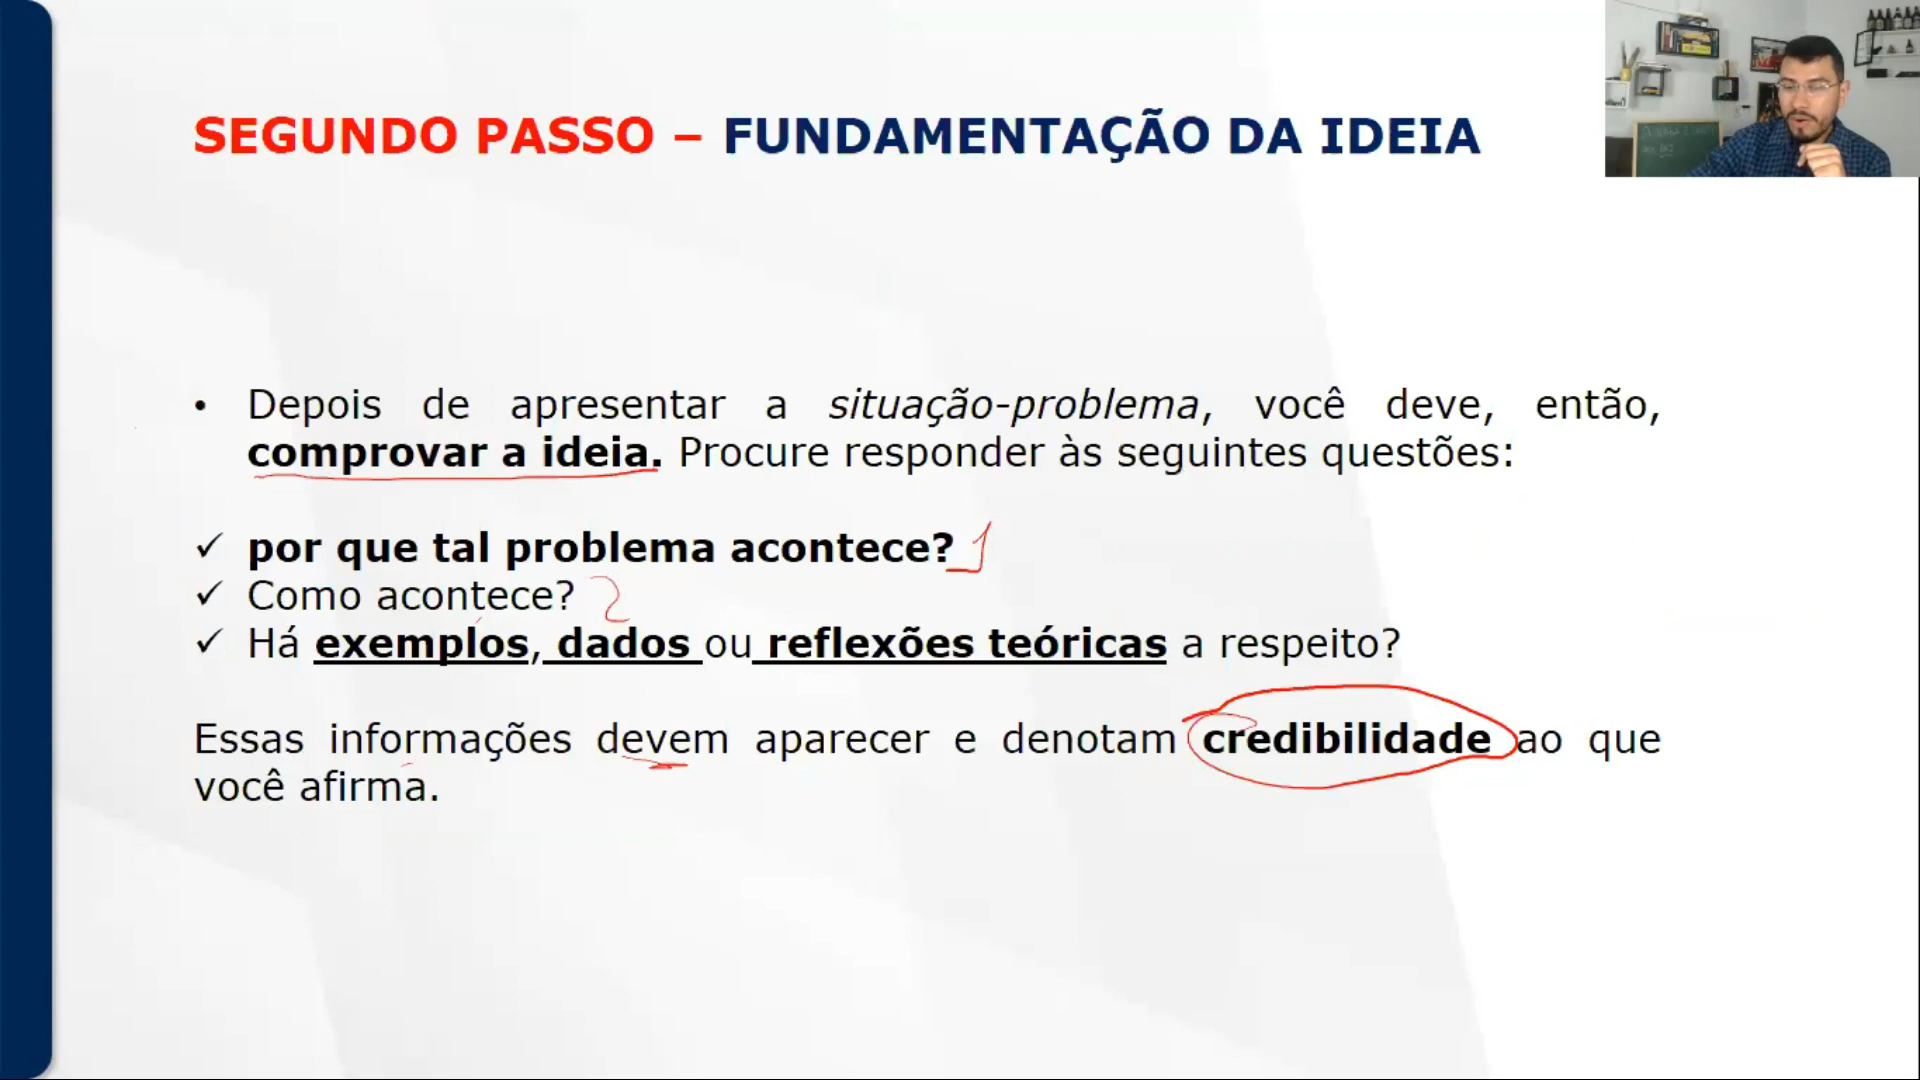 SEGUNDO PASSO – FUNDAMENTAÇÃO DA IDEIA
• Depois de apresentar a situação-problema, você deve, então,
comprovar a ideia. Procure responder às seguintes questões:
✓ por que tal problema acontece? 1
✓ Como acontece? 2
✓ Há exemplos, dados ou reflexões teóricas a respeito?
Essas informações devem aparecer e denotam credibilidade ao que
você afirma.